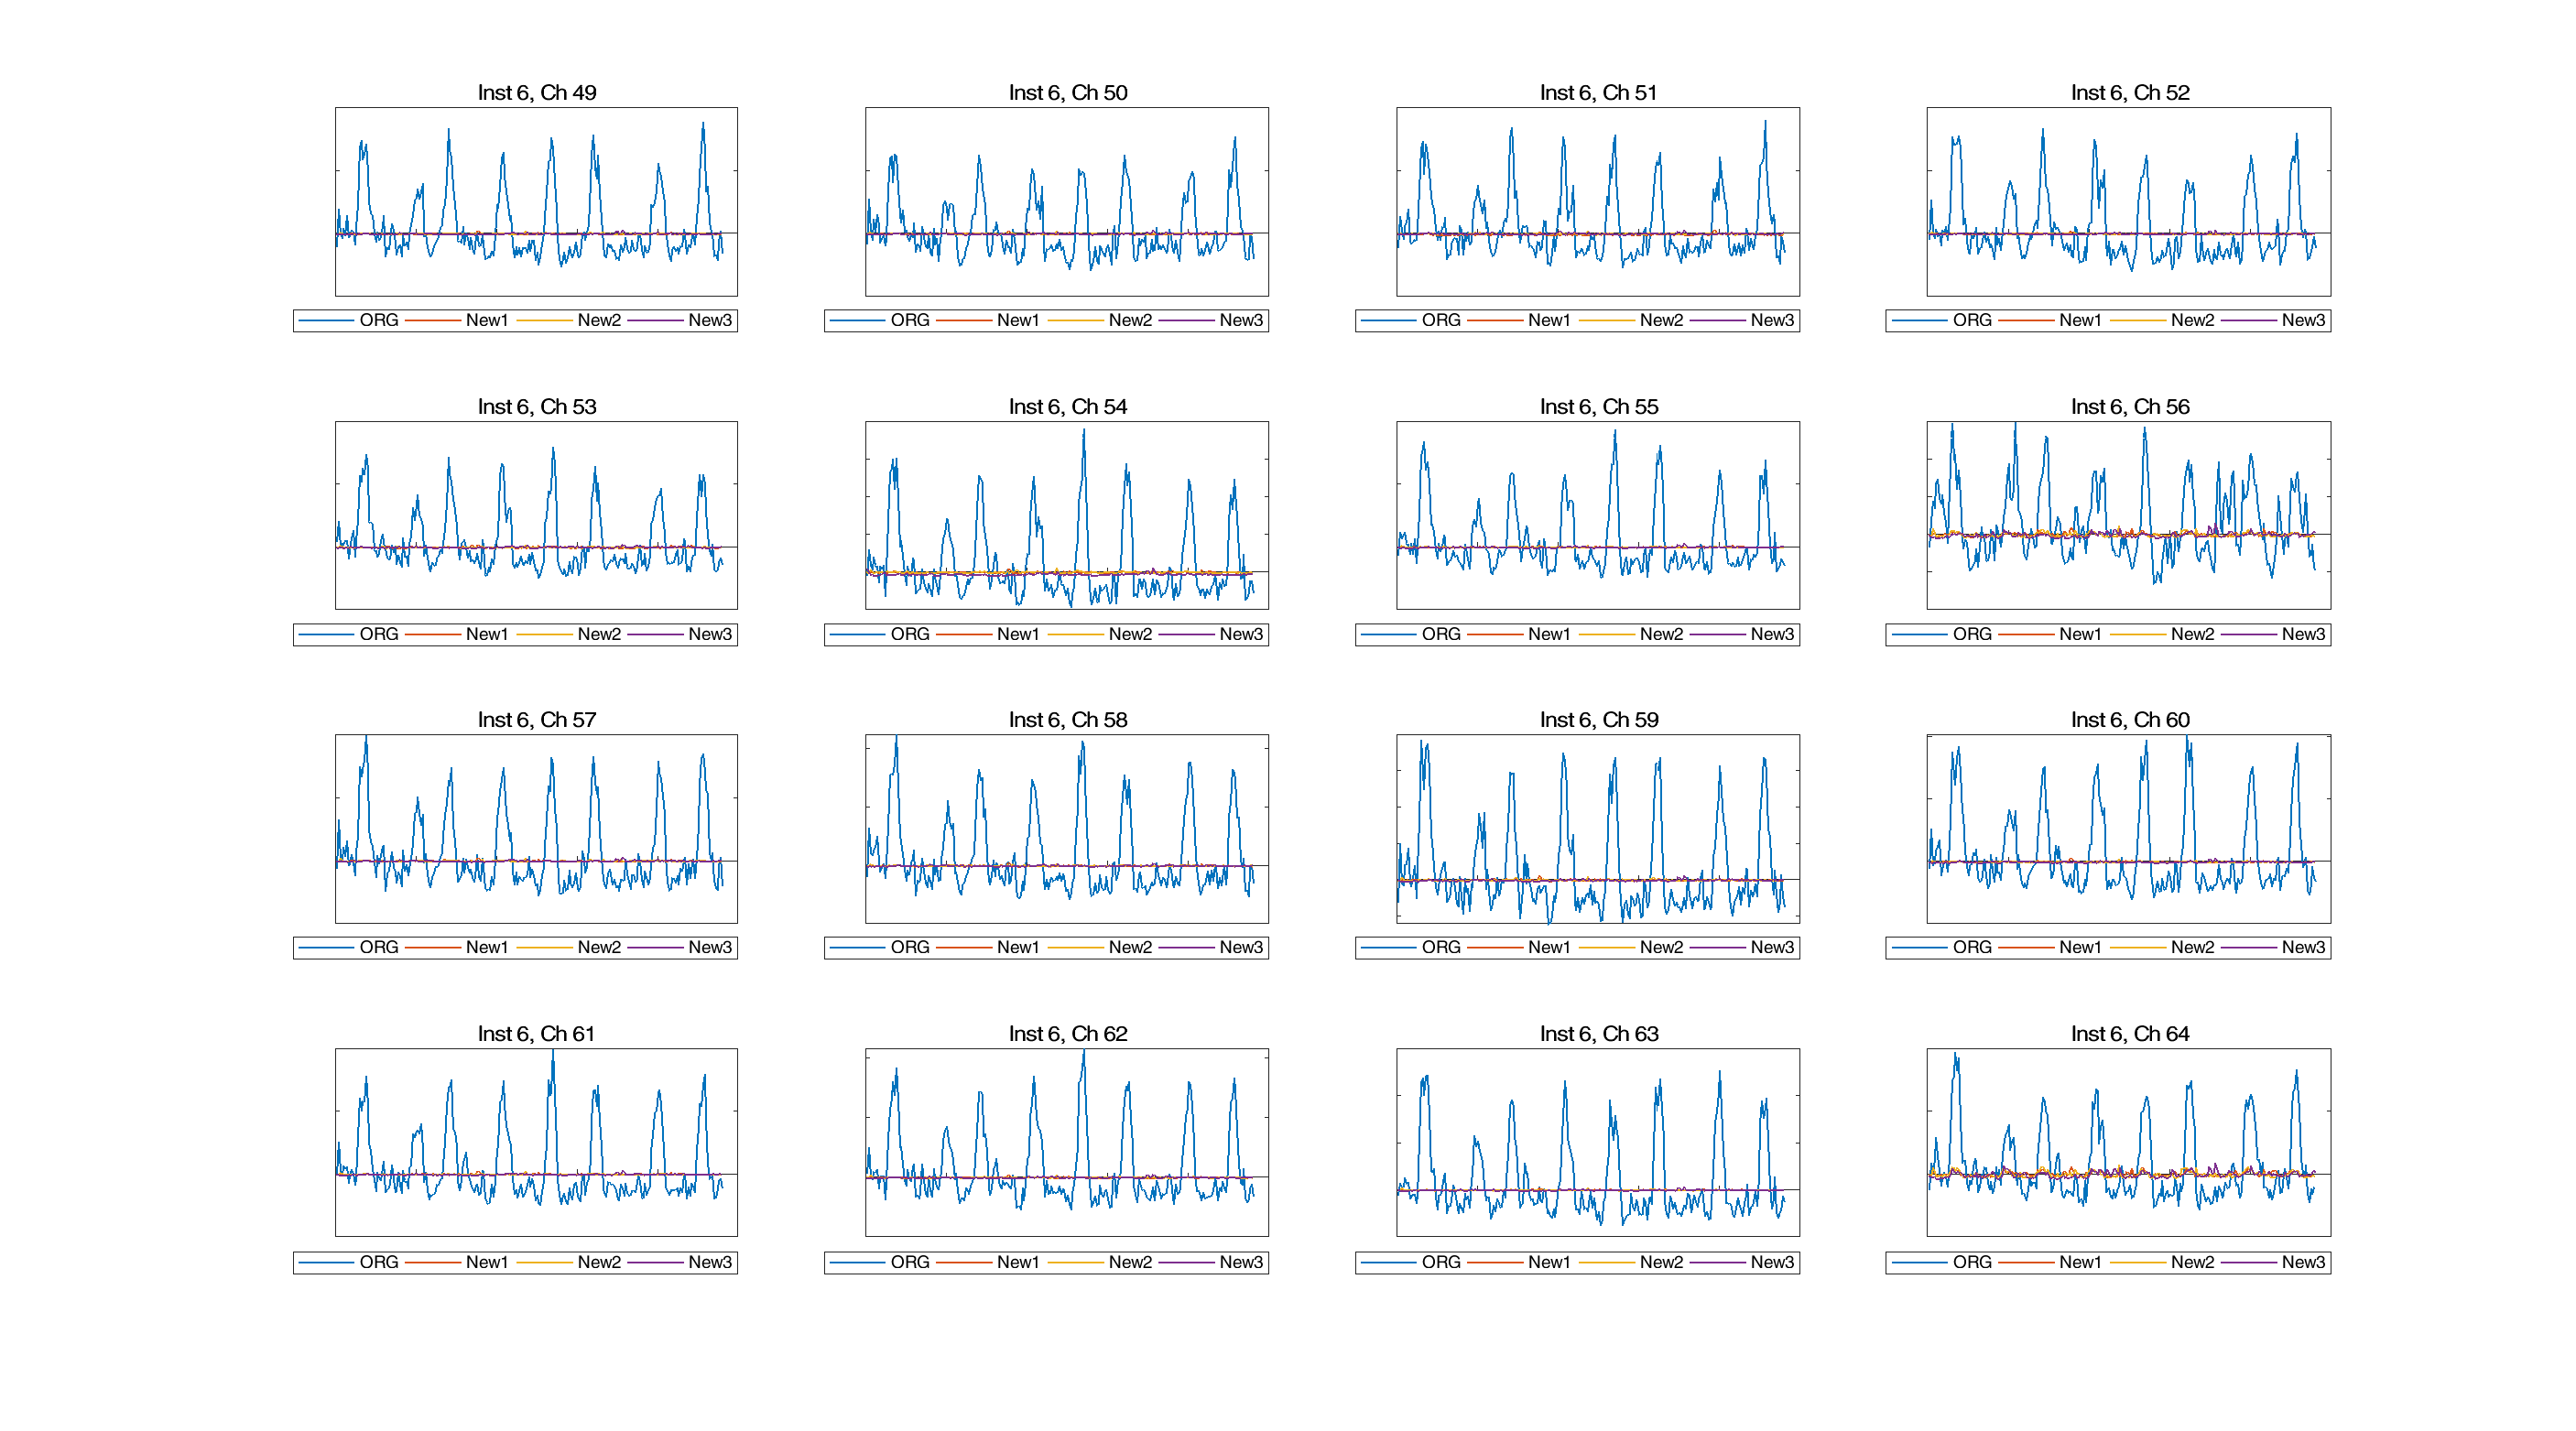 Inst 6, Ch 49
Inst 6, Ch 50
Inst 6, Ch 51
Inst 6, Ch 52
ORG New1 New2 New3
ORG New1 New2 New3
ORG New1 New2 New3
ORG New1 New2 New3
Inst 6, Ch 53
Inst 6, Ch 54
Inst 6, Ch 55
Inst 6, Ch 56
ORG New1 New2 New3
ORG New1 New2 New3
ORG New1 New2 New3
ORG New1 New2 New3
Inst 6, Ch 57
Inst 6, Ch 58
Inst 6, Ch 59
Inst 6, Ch 60
ORG New1 New2 New3
ORG New1 New2 New3
ORG New1 New2 New3
ORG New1 New2 New3
Inst 6, Ch 61
Inst 6, Ch 62
Inst 6, Ch 63
Inst 6, Ch 64
ORG New1 New2 New3
ORG New1 New2 New3
ORG New1 New2 New3
ORG New1 New2 New3